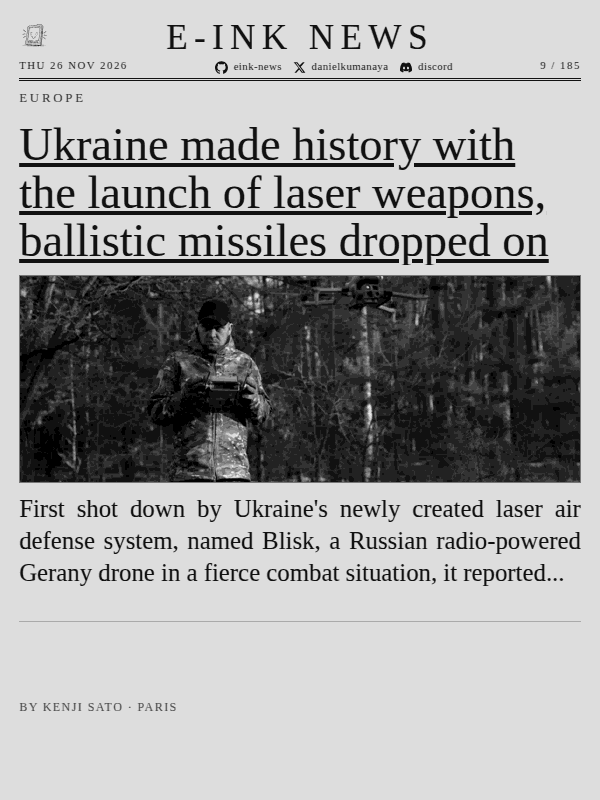 E-INK NEWS
THU 26 NOV 2026
eink-news danielkumanaya discord
9 / 185
EUROPE
Ukraine made history with
the launch of laser weapons,
ballistic missiles dropped on
First shot down by Ukraine's newly created laser air
defense system, named Blisk, a Russian radio-powered
Gerany drone in a fierce combat situation, it reported...
BY KENJI SATO · PARIS